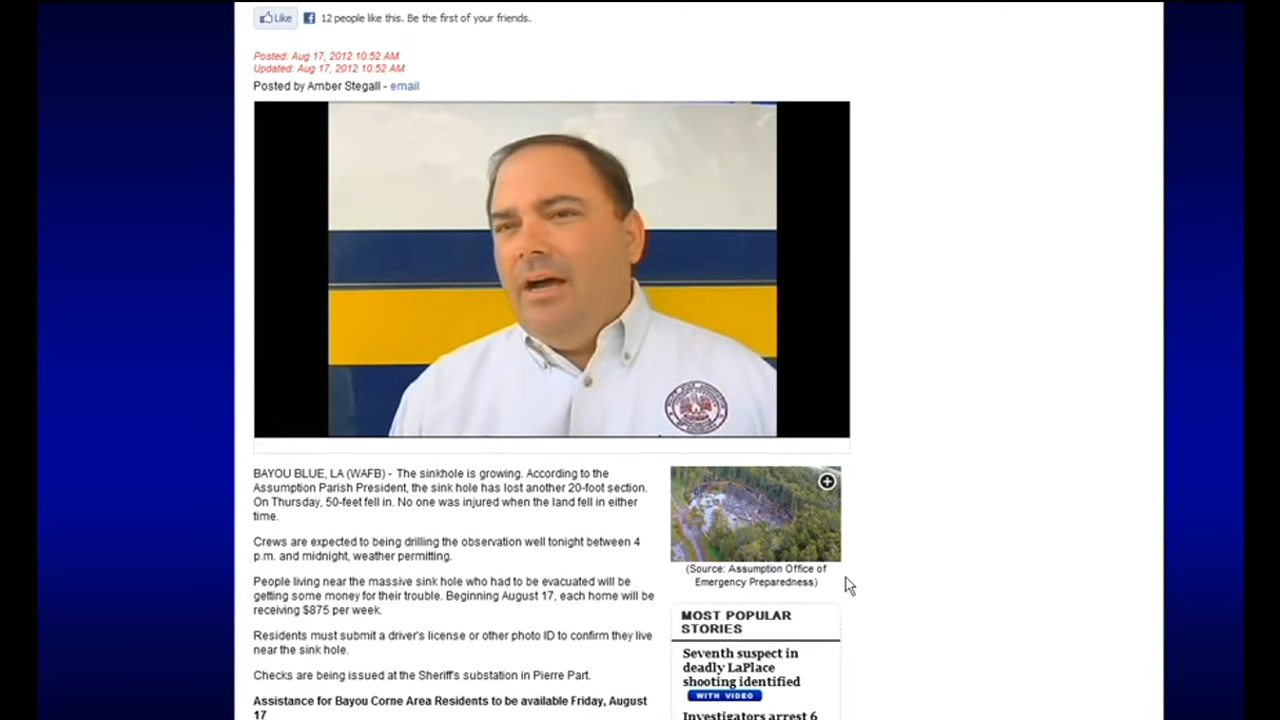 Like
12 people like this. Be the first of your friends.
Posted: Aug 17, 2012 10:52 AM
Updated: Aug 17, 2012 10:52 AM
Posted by Amber Stegall - email
BAYOU BLUE, LA (WAFB) - The sinkhole is growing. According to the
Assumption Parish President, the sink hole has lost another 20-foot section.
On Thursday, 50-feet fell in. No one was injured when the land fell in either
time.
Crews are expected to being drilling the observation well tonight between 4
p.m. and midnight, weather permitting.
People living near the massive sink hole who had to be evacuated will be
getting some money for their trouble. Beginning August 17, each home will be
receiving $875 per week.
Residents must submit a driver's license or other photo ID to confirm they live
near the sink hole.
Checks are being issued at the Sheriff's substation in Pierre Part.
Assistance for Bayou Corne Area Residents to be available Friday, August
17
(Source: Assumption Office of
Emergency Preparedness)
MOST POPULAR
STORIES
Seventh suspect in
deadly LaPlace
shooting identified
WITH VIDEO
Investigators arrest 6